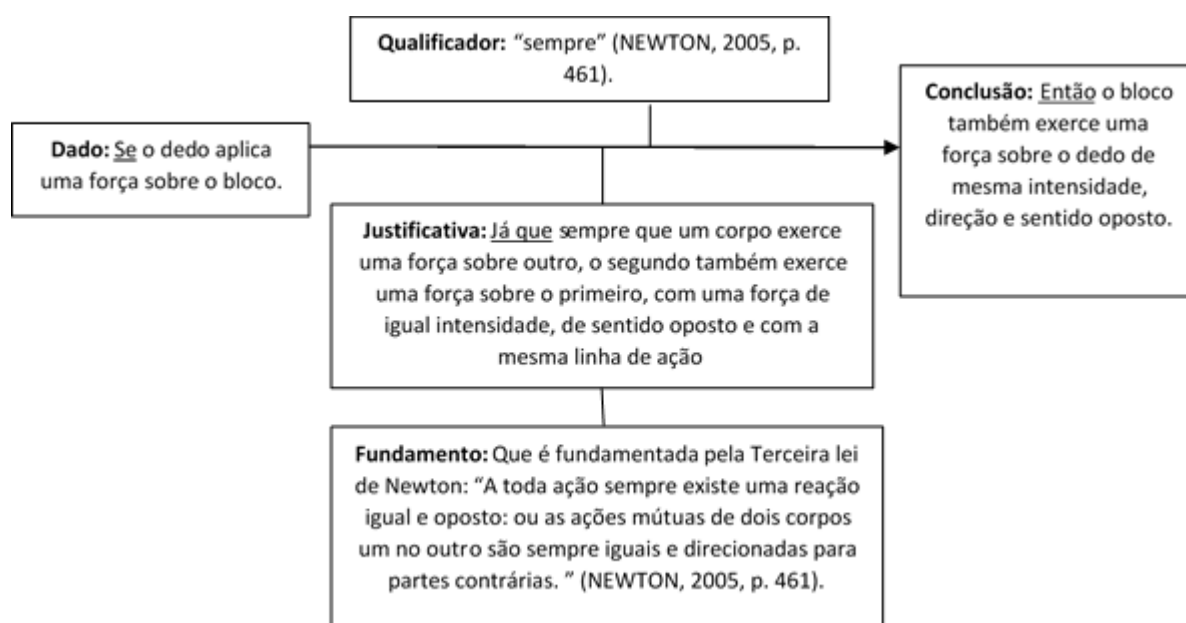 Qualificador: “sempre” (NEWTON, 2005, p.
461).
Dado: Se o dedo aplica
uma força sobre o bloco.
Conclusão: Então o bloco
também exerce uma
força sobre o dedo de
mesma intensidade,
direção e sentido oposto.
Justificativa: Já que sempre que um corpo exerce
uma força sobre outro, o segundo também exerce
uma força sobre o primeiro, com uma força de
igual intensidade, de sentido oposto e com a
mesma linha de ação
Fundamento: Que é fundamentada pela Terceira lei
de Newton: “A toda ação sempre existe uma reação
igual e oposto: ou as ações mútuas de dois corpos
um no outro são sempre iguais e direcionadas para
partes contrárias. ” (NEWTON, 2005, p. 461).